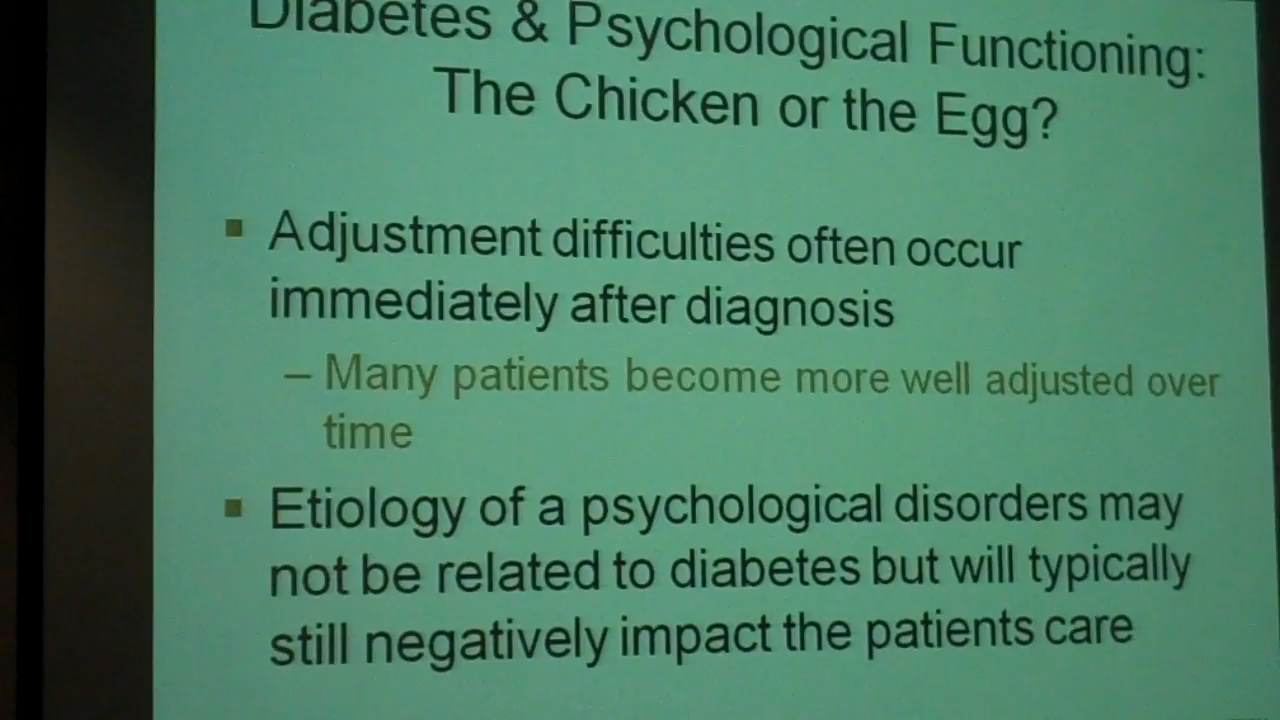 Diabetes & Psychological Functioning:
The Chicken or the Egg?
▪ Adjustment difficulties often occur
immediately after diagnosis
– Many patients become more well adjusted over
time
▪ Etiology of a psychological disorders may
not be related to diabetes but will typically
still negatively impact the patients care